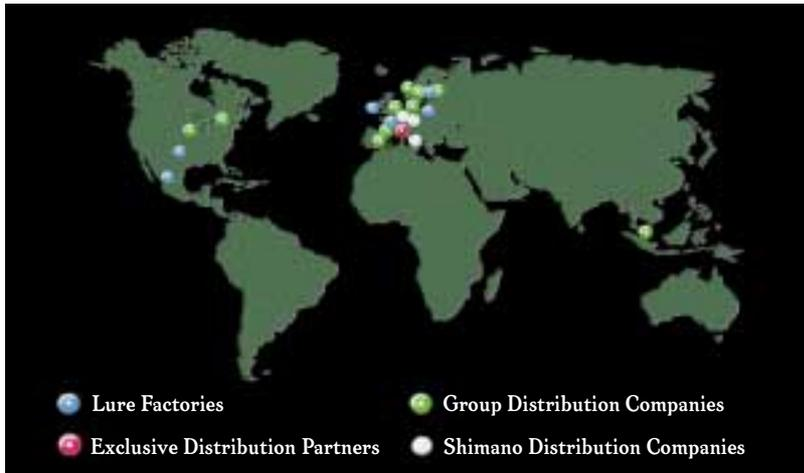 Lure Factories
Group Distribution Companies
Exclusive Distribution Partners
Shimano Distribution Companies